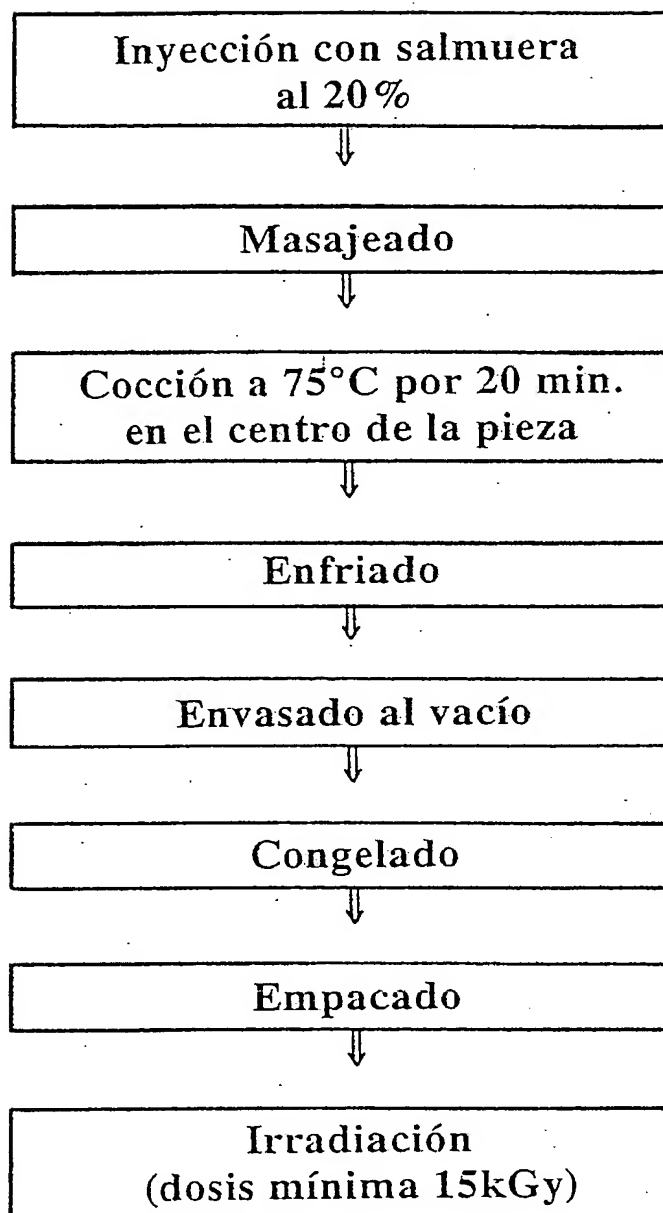 Inyección con salmuera
al 20%
Masajeado
Cocción a 75°C por 20 min.
en el centro de la pieza
Enfriado
Envasado al vacío
Congelado
Empacado
Irradiación
(dosis mínima 15kGy)